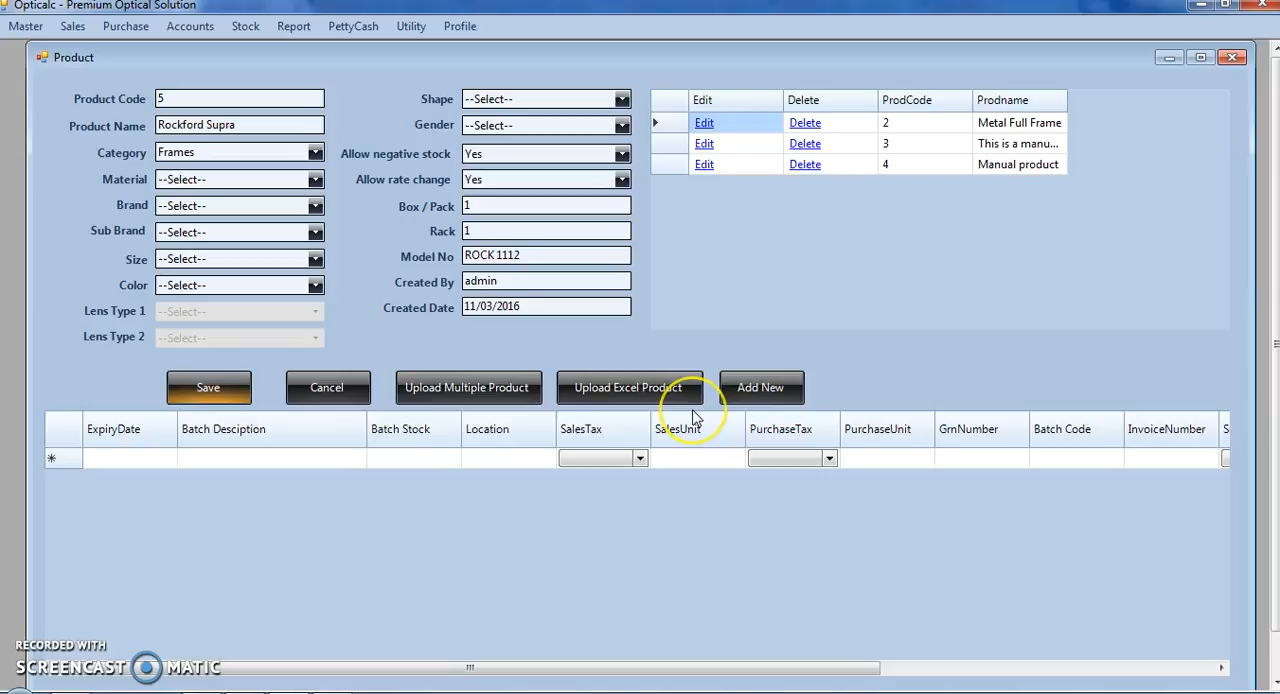 Opticalc - Premium Optical Solution
Master Sales Purchase Accounts Stock Report PettyCash Utility Profile
Product
Product Code 5
Product Name Rockford Supra
Category Frames
Material --Select--
Brand --Select--
Sub Brand --Select--
Size --Select--
Color --Select--
Lens Type 1 --Select--
Lens Type 2 --Select--
Shape --Select--
Gender --Select--
Allow negative stock Yes
Allow rate change Yes
Box / Pack 1
Rack 1
Model No ROCK 1112
Created By admin
Created Date 11/03/2016
Edit Delete ProdCode Prodname
Edit Delete 2 Metal Full Frame
Edit Delete 3 This is a manu...
Edit Delete 4 Manual product
Save Cancel Upload Multiple Product Upload Excel Product Add New
ExpiryDate Batch Desciption Batch Stock Location SalesTax SalesUnit PurchaseTax PurchaseUnit GrnNumber Batch Code InvoiceNumber S
RECORDED WITH
SCREENCAST MATIC